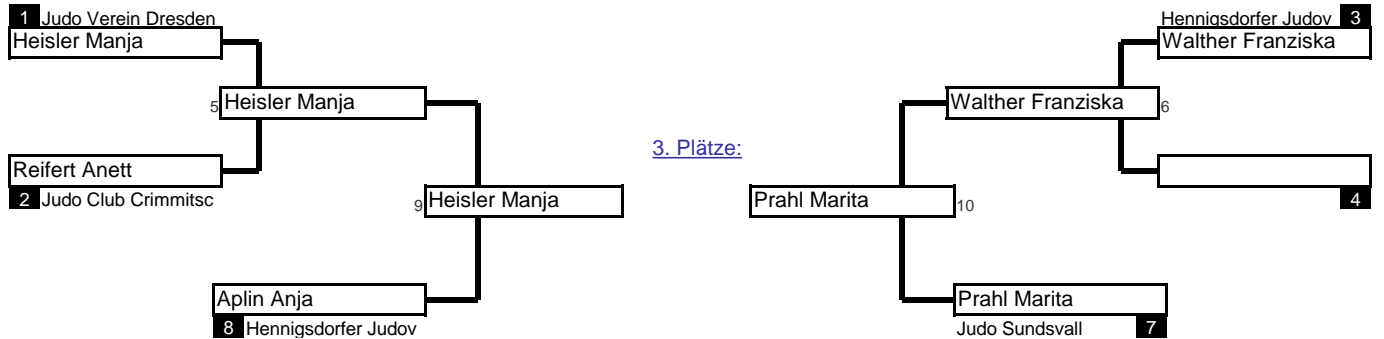 1 Judo Verein Dresden
Heisler Manja
5 Heisler Manja
Reifert Anett
2 Judo Club Crimmitsc
9 Heisler Manja
Aplin Anja
8 Hennigsdorfer Judov
3. Plätze:
Hennigsdorfer Judov 3
Walther Franziska
Walther Franziska 6
4
Prahl Marita 10
Prahl Marita
Judo Sundsvall 7